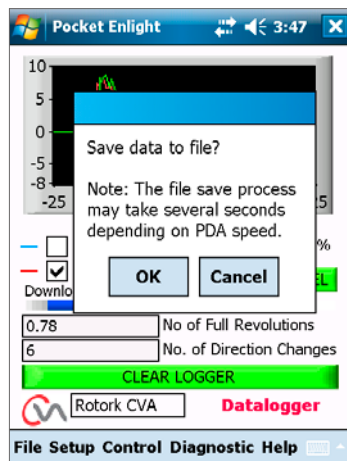 Pocket Enlight 3:47
10
5
0
-5
-8
-25
Save data to file?
Note: The file save process
may take several seconds
depending on PDA speed.
OK Cancel
%
Downlo
0.78 No of Full Revolutions
6 No. of Direction Changes
CLEAR LOGGER
Rotork CVA Datalogger
File Setup Control Diagnostic Help